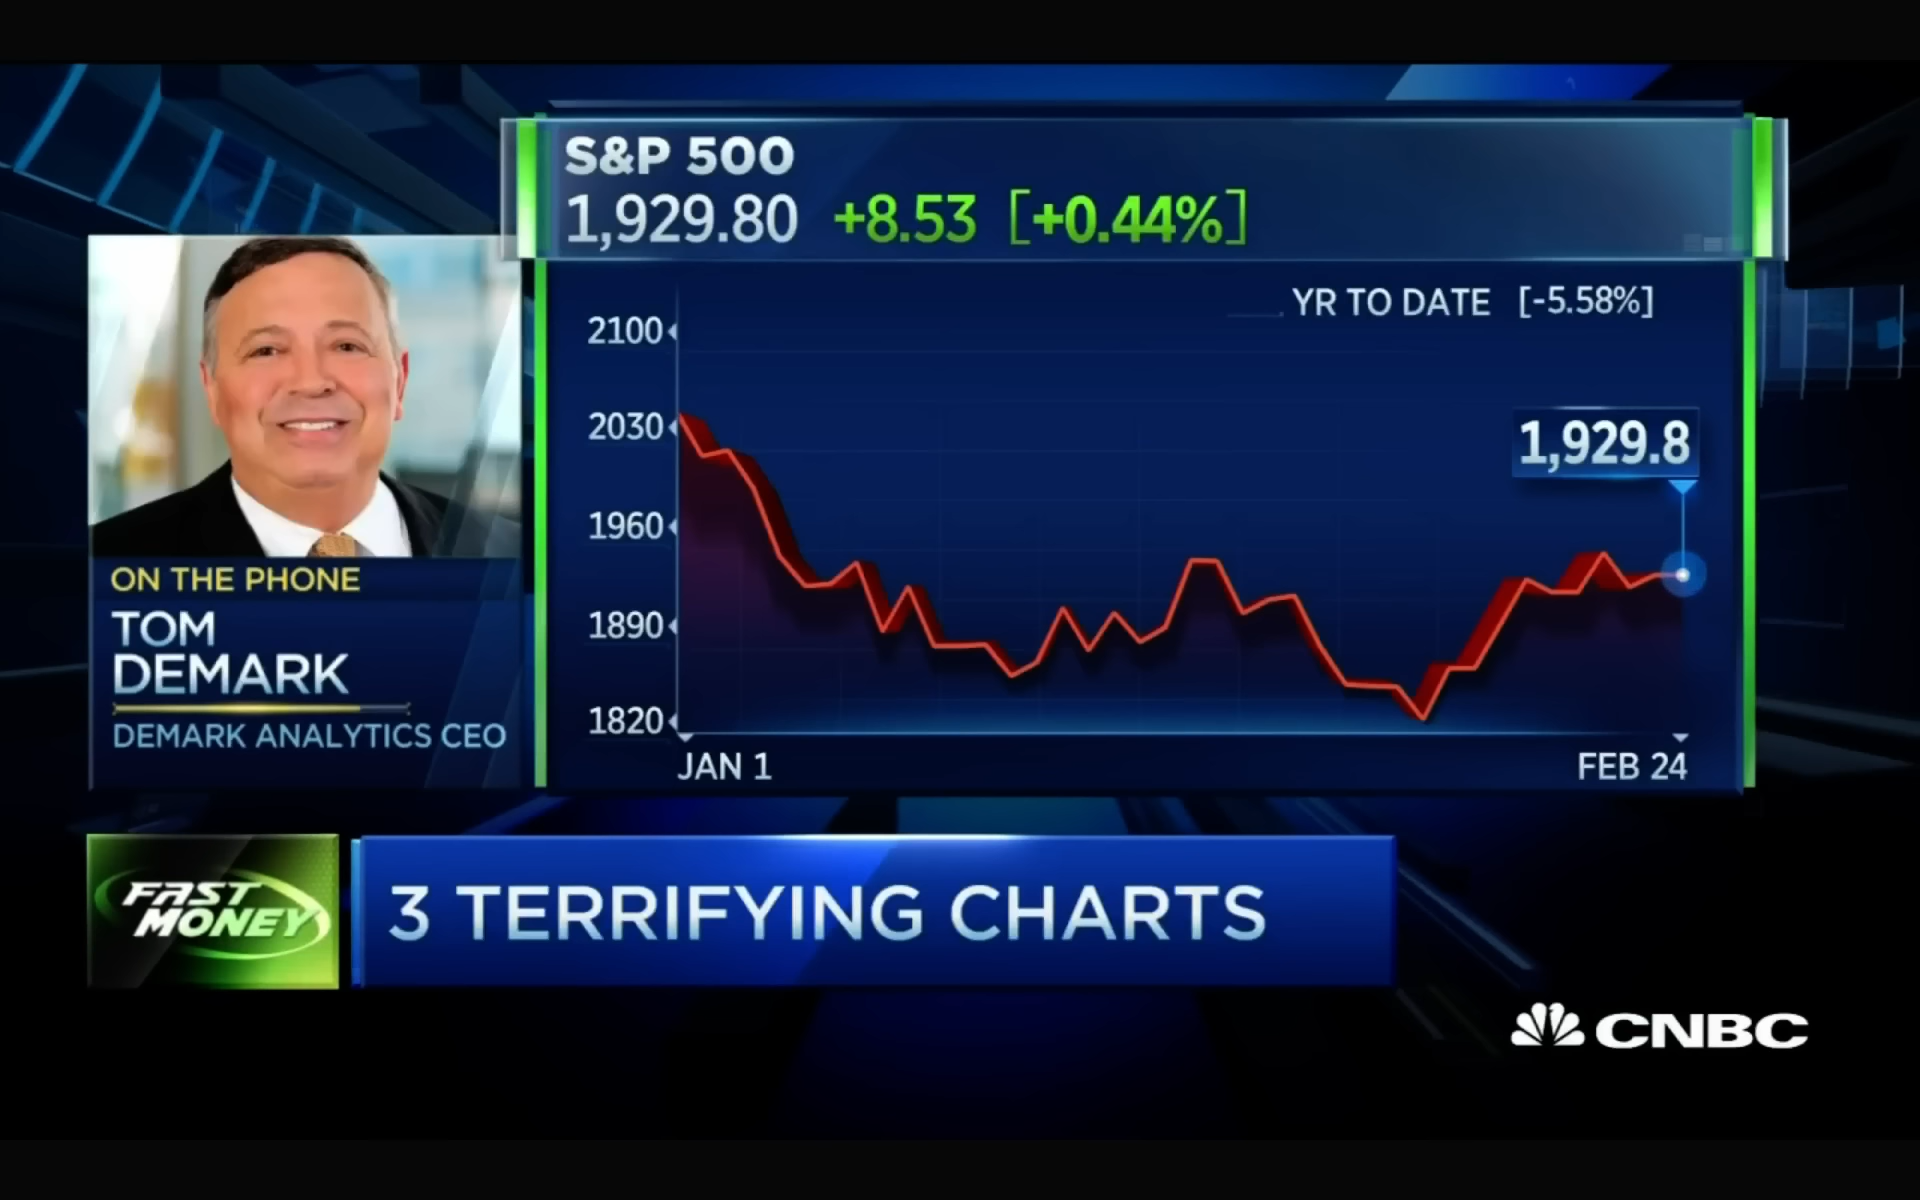 S&P 500
1,929.80 +8.53 [+0.44%]
YR TO DATE [-5.58%]
2100
2030
1960
1890
1820
1,929.8
JAN 1
FEB 24
ON THE PHONE
TOM
DEMARK
DEMARK ANALYTICS CEO
FAST
MONEY
3 TERRIFYING CHARTS
CNBC